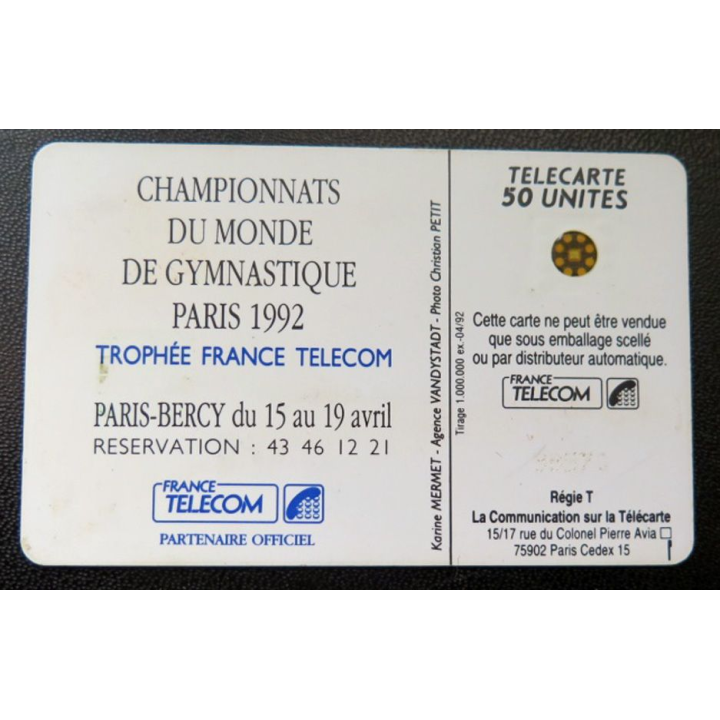 CHAMPIONNATS
DU MONDE
DE GYMNASTIQUE
PARIS 1992
TROPHÉE FRANCE TELECOM
PARIS-BERCY du 15 au 19 avril
RESERVATION : 43 46 12 21
FRANCE
TELECOM
PARTENAIRE OFFICIEL
Karine MERMET - Agence VANDYSTADT - Photo Christian PETIT
Tirage 1.000.000 ex.-04/92
TELECARTE
50 UNITES
Cette carte ne peut être vendue
que sous emballage scellé
ou par distributeur automatique.
FRANCE
TELECOM
Régie T
La Communication sur la Télécarte
15/17 rue du Colonel Pierre Avia
75902 Paris Cedex 15